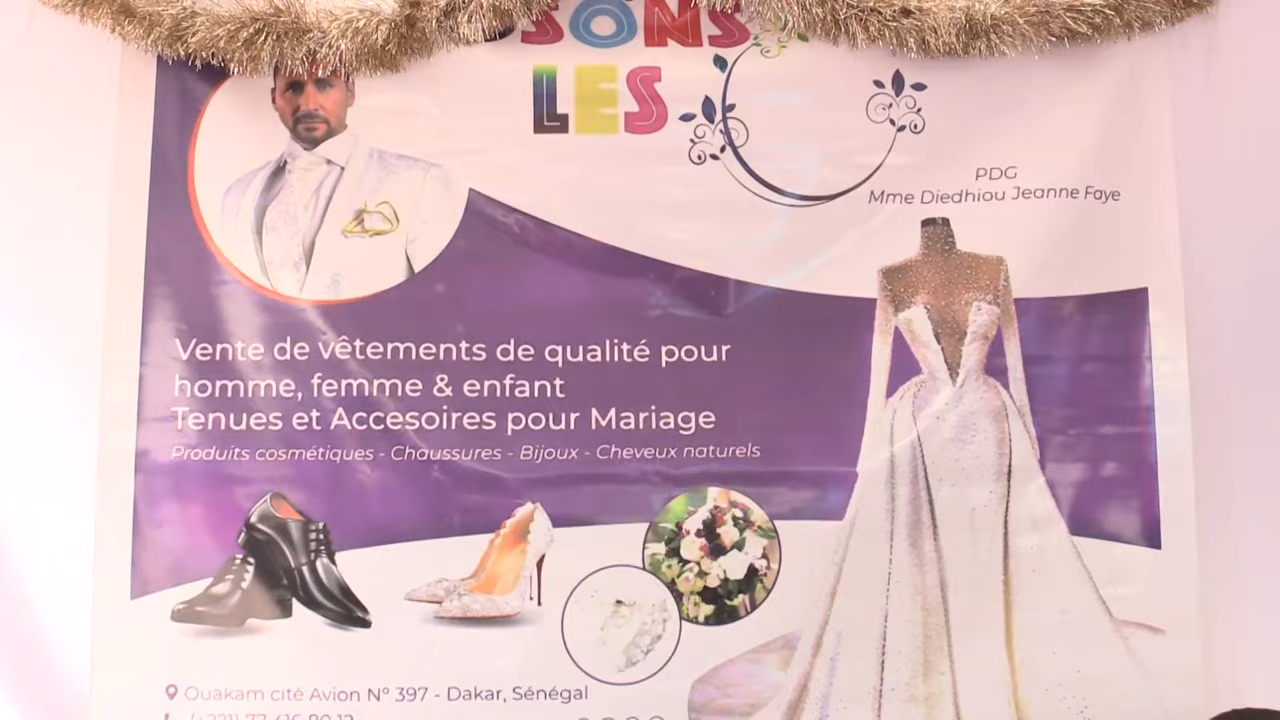 LES
PDG
Mme Diedhiou Jeanne Faye
Vente de vêtements de qualité pour
homme, femme & enfant
Tenues et Accesoires pour Mariage
Produits cosmétiques - Chaussures - Bijoux - Cheveux naturels
Ouakam cité Avion N° 397 - Dakar, Sénégal